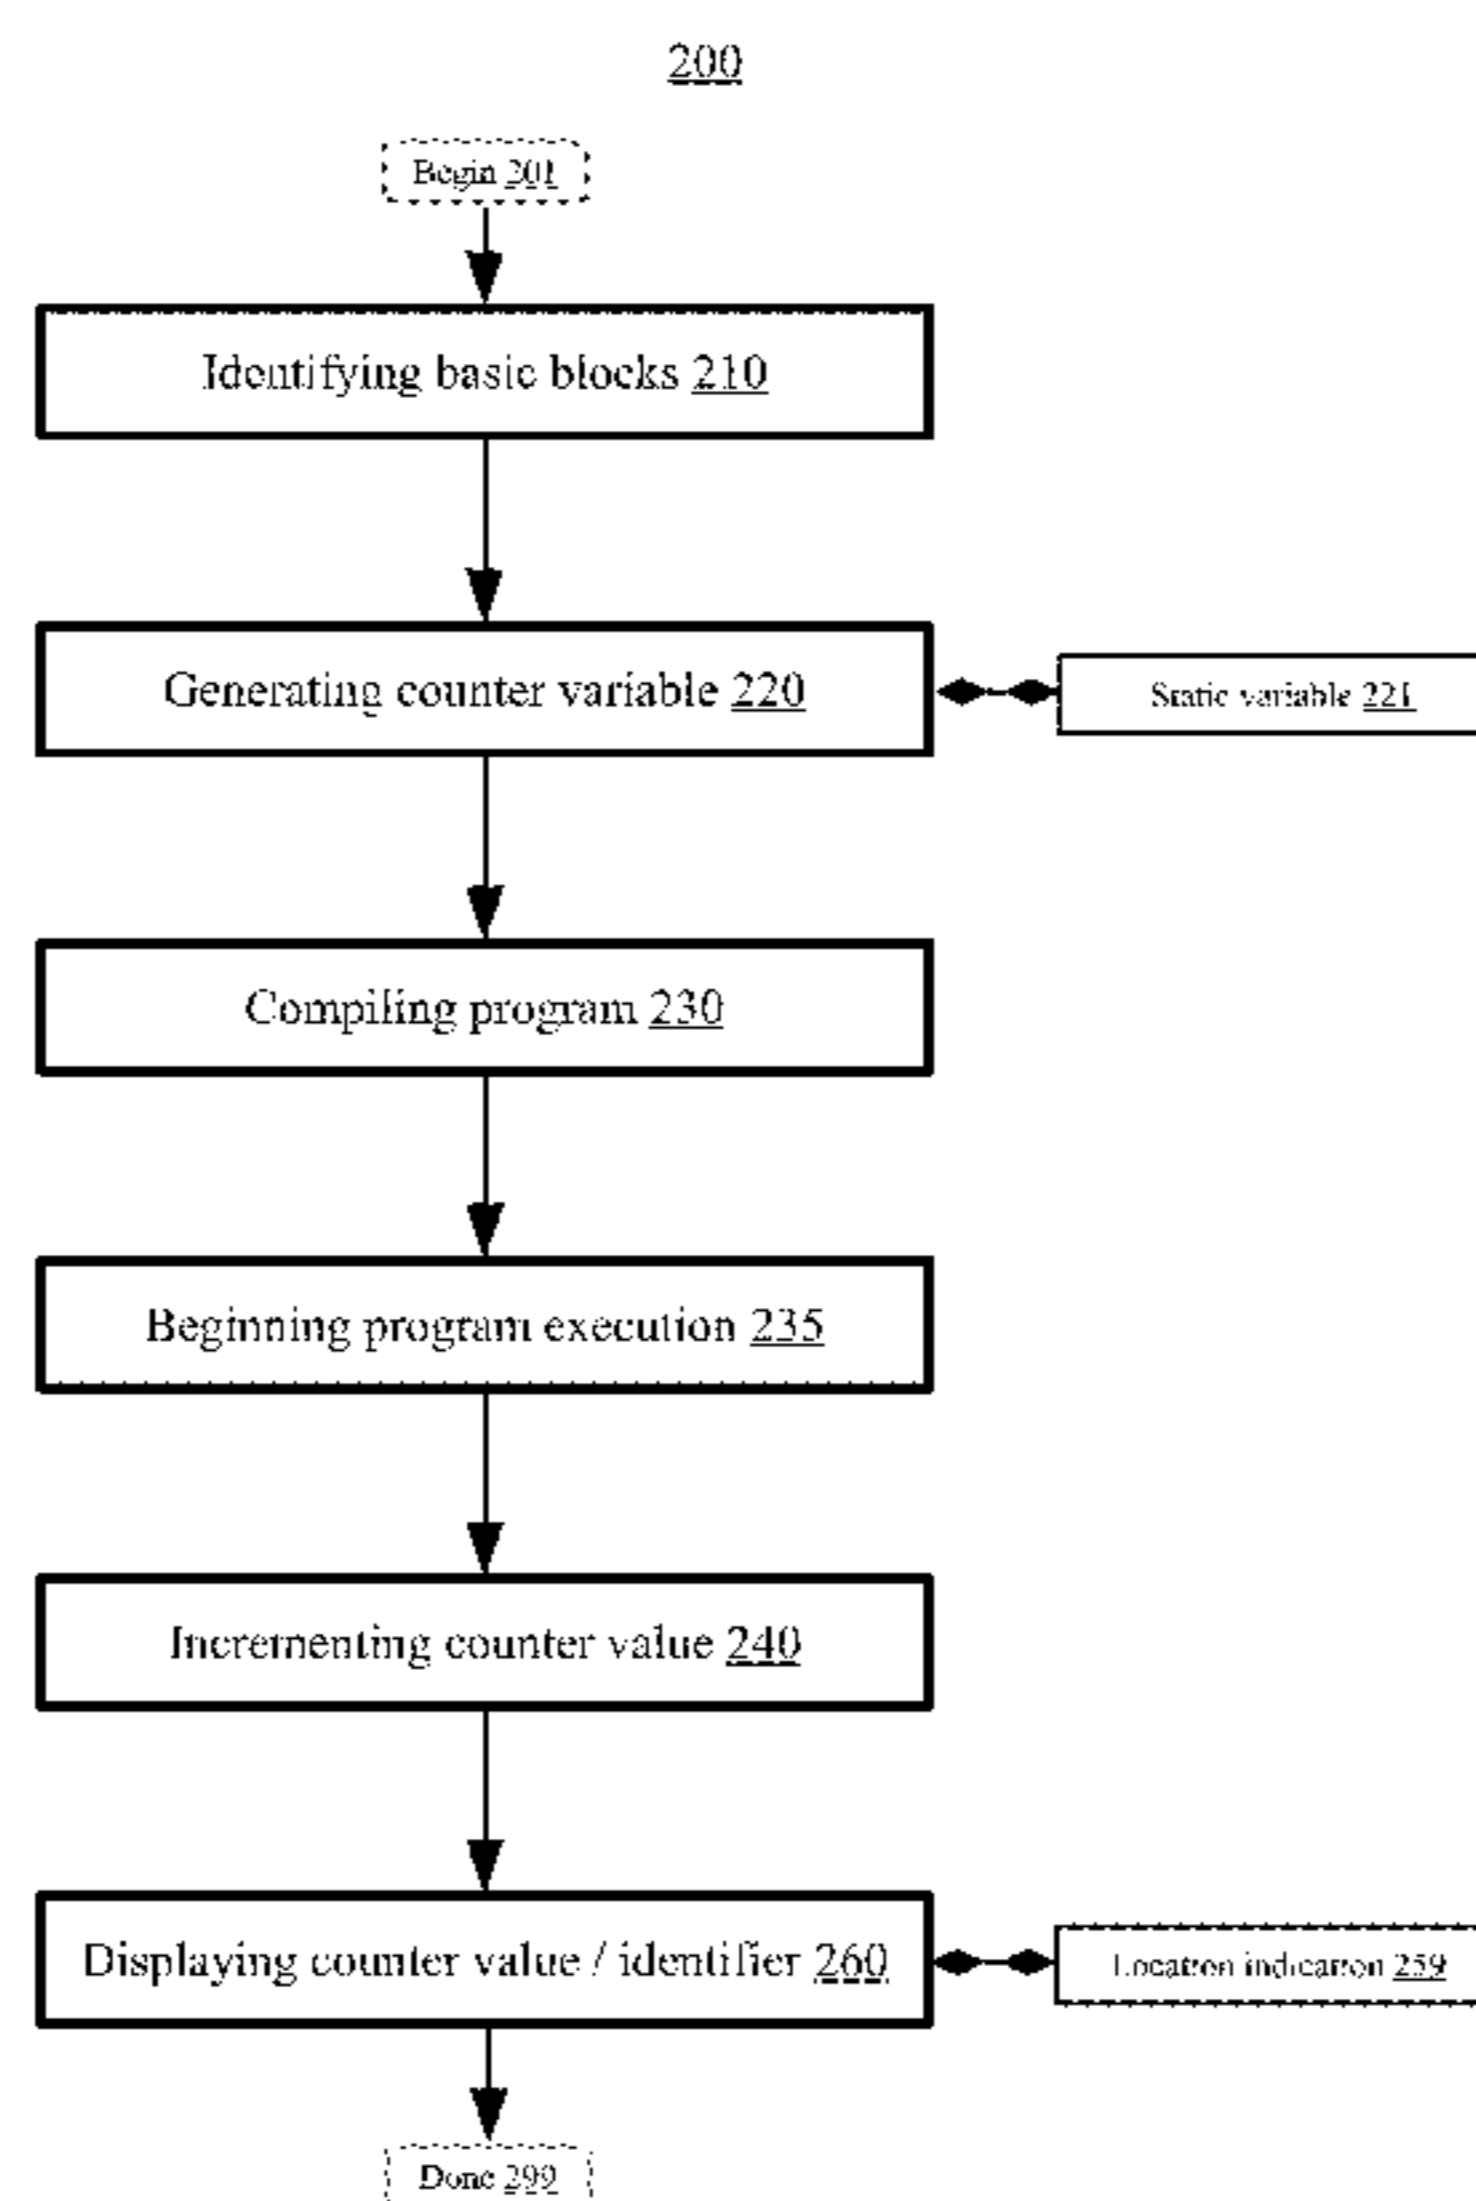 200
Begin 201
Identifying basic blocks 210
Generating counter variable 220
Static variable 221
Compiling program 230
Beginning program execution 235
Incrementing counter value 240
Displaying counter value / identifier 260
Location indication 259
Done 299